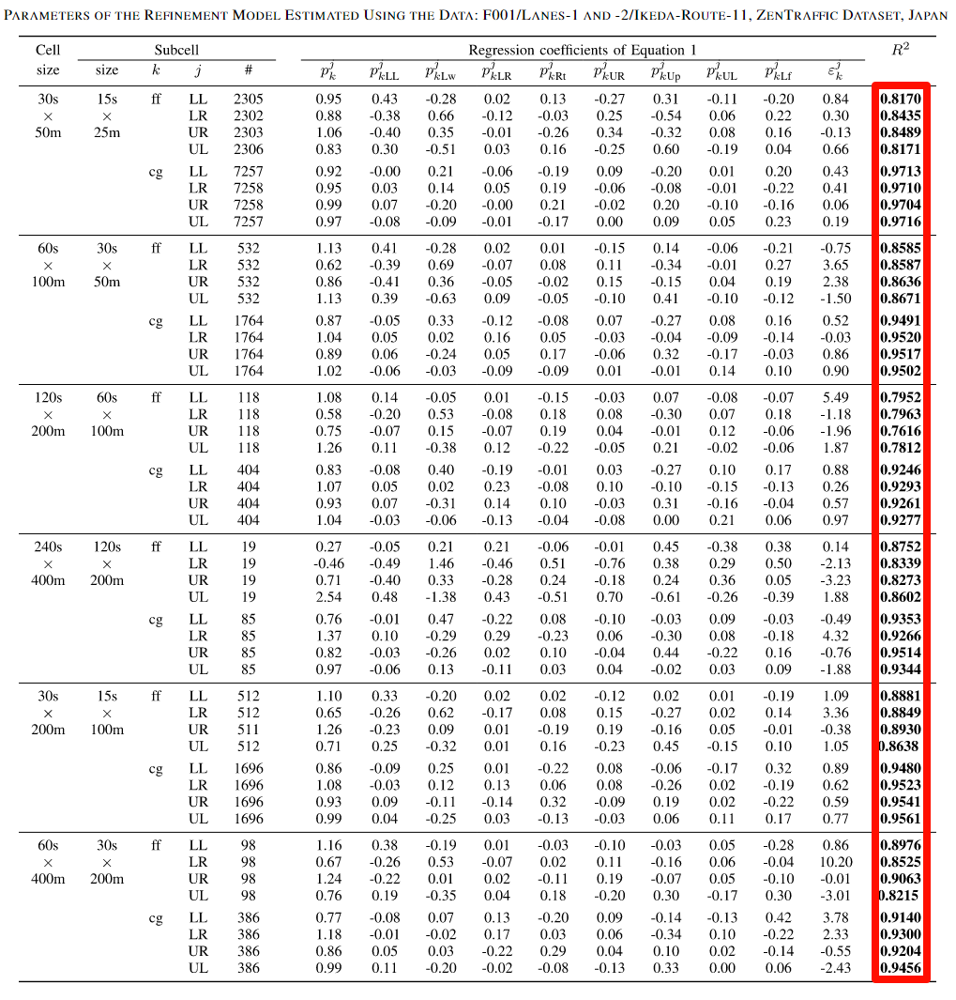 PARAMETERS OF THE REFINEMENT MODEL ESTIMATED USING THE DATA: F001/LANES-1 AND -2/IKEDA-ROUTE-11, ZENTRAFFIC DATASET, JAPAN
Cell Subcell Regression coefficients of Equation 1 R²
size size k j # p_k^j p_kLL^j p_kLw^j p_kLR^j p_kRt^j p_kUR^j p_kUp^j p_kUL^j p_kLf^j ε_k^j
30s 15s ff LL 2305 0.95 0.43 -0.28 0.02 0.13 -0.27 0.31 -0.11 -0.20 0.84 0.8170
× × LR 2302 0.88 -0.38 0.66 -0.12 -0.03 0.25 -0.54 0.06 0.22 0.30 0.8435
50m 25m UR 2303 1.06 -0.40 0.35 -0.01 -0.26 0.34 -0.32 0.08 0.16 -0.13 0.8489
UL 2306 0.83 0.30 -0.51 0.03 0.16 -0.25 0.60 -0.19 0.04 0.66 0.8171
cg LL 7257 0.92 -0.00 0.21 -0.06 -0.19 0.09 -0.20 0.01 0.20 0.43 0.9713
LR 7258 0.95 0.03 0.14 0.05 0.19 -0.06 -0.08 -0.01 -0.22 0.41 0.9710
UR 7258 0.99 0.07 -0.20 -0.00 0.21 -0.02 0.20 -0.10 -0.16 0.06 0.9704
UL 7257 0.97 -0.08 -0.09 -0.01 -0.17 0.00 0.09 0.05 0.23 0.19 0.9716
60s 30s ff LL 532 1.13 0.41 -0.28 0.02 0.01 -0.15 0.14 -0.06 -0.21 -0.75 0.8585
× × LR 532 0.62 -0.39 0.69 -0.07 0.08 0.11 -0.34 -0.01 0.27 3.65 0.8587
100m 50m UR 532 0.86 -0.41 0.36 -0.05 -0.02 0.15 -0.15 0.04 0.19 2.38 0.8636
UL 532 1.13 0.39 -0.63 0.09 -0.05 -0.10 0.41 -0.10 -0.12 -1.50 0.8671
cg LL 1764 0.87 -0.05 0.33 -0.12 -0.08 0.07 -0.27 0.08 0.16 0.52 0.9491
LR 1764 1.04 0.05 0.02 0.16 0.05 -0.03 -0.04 -0.09 -0.14 -0.03 0.9520
UR 1764 0.89 0.06 -0.24 0.05 0.17 -0.06 0.32 -0.17 -0.03 0.86 0.9517
UL 1764 1.02 -0.06 -0.03 -0.09 -0.09 0.01 -0.01 0.14 0.10 0.90 0.9502
120s 60s ff LL 118 1.08 0.14 -0.05 0.01 -0.15 -0.03 0.07 -0.08 -0.07 5.49 0.7952
× × LR 118 0.58 -0.20 0.53 -0.08 0.18 0.08 -0.30 0.07 0.18 -1.18 0.7963
200m 100m UR 118 0.75 -0.07 0.15 -0.07 0.19 0.04 -0.01 0.12 -0.06 -1.96 0.7616
UL 118 1.26 0.11 -0.38 0.12 -0.22 -0.05 0.21 -0.02 -0.06 1.87 0.7812
cg LL 404 0.83 -0.08 0.40 -0.19 -0.01 0.03 -0.27 0.10 0.17 0.88 0.9246
LR 404 1.07 0.05 0.02 0.23 -0.08 0.10 -0.10 -0.15 -0.13 0.26 0.9293
UR 404 0.93 0.07 -0.31 0.14 0.10 -0.03 0.31 -0.16 -0.04 0.57 0.9261
UL 404 1.04 -0.03 -0.06 -0.13 -0.04 -0.08 0.00 0.21 0.06 0.97 0.9277
240s 120s ff LL 19 0.27 -0.05 0.21 0.21 -0.06 -0.01 0.45 -0.38 0.38 0.14 0.8752
× × LR 19 -0.46 -0.49 1.46 -0.46 0.51 -0.76 0.38 0.29 0.50 -2.13 0.8339
400m 200m UR 19 0.71 -0.40 0.33 -0.28 0.24 -0.18 0.24 0.36 0.05 -3.23 0.8273
UL 19 2.54 0.48 -1.38 0.43 -0.51 0.70 -0.61 -0.26 -0.39 1.88 0.8602
cg LL 85 0.76 -0.01 0.47 -0.22 0.08 -0.10 -0.03 0.09 -0.03 -0.49 0.9353
LR 85 1.37 0.10 -0.29 0.29 -0.23 0.06 -0.30 0.08 -0.18 4.32 0.9266
UR 85 0.82 -0.03 -0.26 0.02 0.10 -0.04 0.44 -0.22 0.16 -0.76 0.9514
UL 85 0.97 -0.06 0.13 -0.11 0.03 0.04 -0.02 0.03 0.09 -1.88 0.9344
30s 15s ff LL 512 1.10 0.33 -0.20 0.02 0.02 -0.12 0.02 0.01 -0.19 1.09 0.8881
× × LR 512 0.65 -0.26 0.62 -0.17 0.08 0.15 -0.27 0.02 0.14 3.36 0.8849
200m 100m UR 511 1.26 -0.23 0.09 0.01 -0.19 0.19 -0.16 0.05 -0.01 -0.38 0.8930
UL 512 0.71 0.25 -0.32 0.01 0.16 -0.23 0.45 -0.15 0.10 1.05 0.8638
cg LL 1696 0.86 -0.09 0.25 0.01 -0.22 0.08 -0.06 -0.17 0.32 0.89 0.9480
LR 1696 1.08 -0.03 0.12 0.13 0.06 0.08 -0.26 0.02 -0.19 0.62 0.9523
UR 1696 0.93 0.09 -0.11 -0.14 0.32 -0.09 0.19 0.02 -0.22 0.59 0.9541
UL 1696 0.99 0.04 -0.25 0.03 -0.13 -0.03 0.06 0.11 0.17 0.77 0.9561
60s 30s ff LL 98 1.16 0.38 -0.19 0.01 -0.03 -0.10 -0.03 0.05 -0.28 0.86 0.8976
× × LR 98 0.67 -0.26 0.53 -0.07 0.02 0.11 -0.16 0.06 -0.04 10.20 0.8525
400m 200m UR 98 1.24 -0.22 0.01 0.02 -0.11 0.19 -0.07 0.05 -0.10 -0.01 0.9063
UL 98 0.76 0.19 -0.35 0.04 0.18 -0.20 0.30 -0.17 0.30 -3.01 0.8215
cg LL 386 0.77 -0.08 0.07 0.13 -0.20 0.09 -0.14 -0.13 0.42 3.78 0.9140
LR 386 1.18 -0.01 -0.02 0.17 0.03 0.06 -0.34 0.10 -0.22 2.33 0.9300
UR 386 0.86 0.05 0.03 -0.22 0.29 0.04 0.10 0.02 -0.14 -0.55 0.9204
UL 386 0.99 0.11 -0.20 -0.02 -0.08 -0.13 0.33 0.00 0.06 -2.43 0.9456